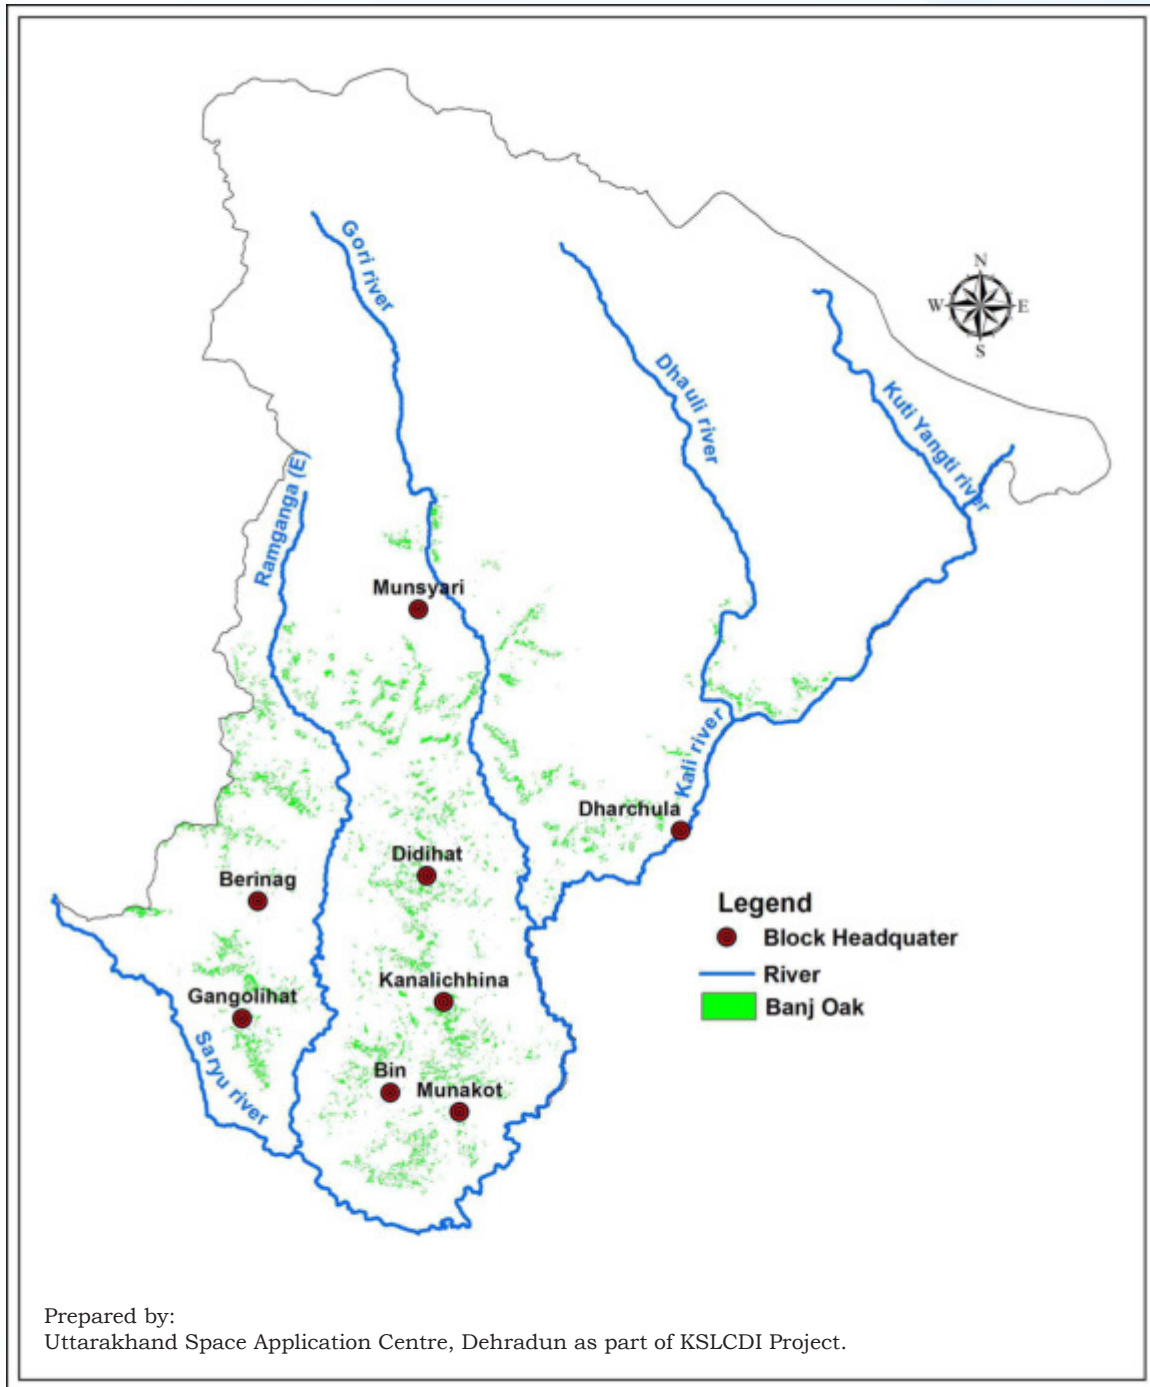 N
W
E
S
Gori river
Dhauli river
Kuti Yangti river
Ramganga (E)
Munsyari
Kali river
Dharchula
Didihat
Berinag
Legend
Block Headquater
River
Banj Oak
Kanalichhina
Gangolihat
Saryu river
Bin
Munakot
Prepared by:
Uttarakhand Space Application Centre, Dehradun as part of KSLCDI Project.